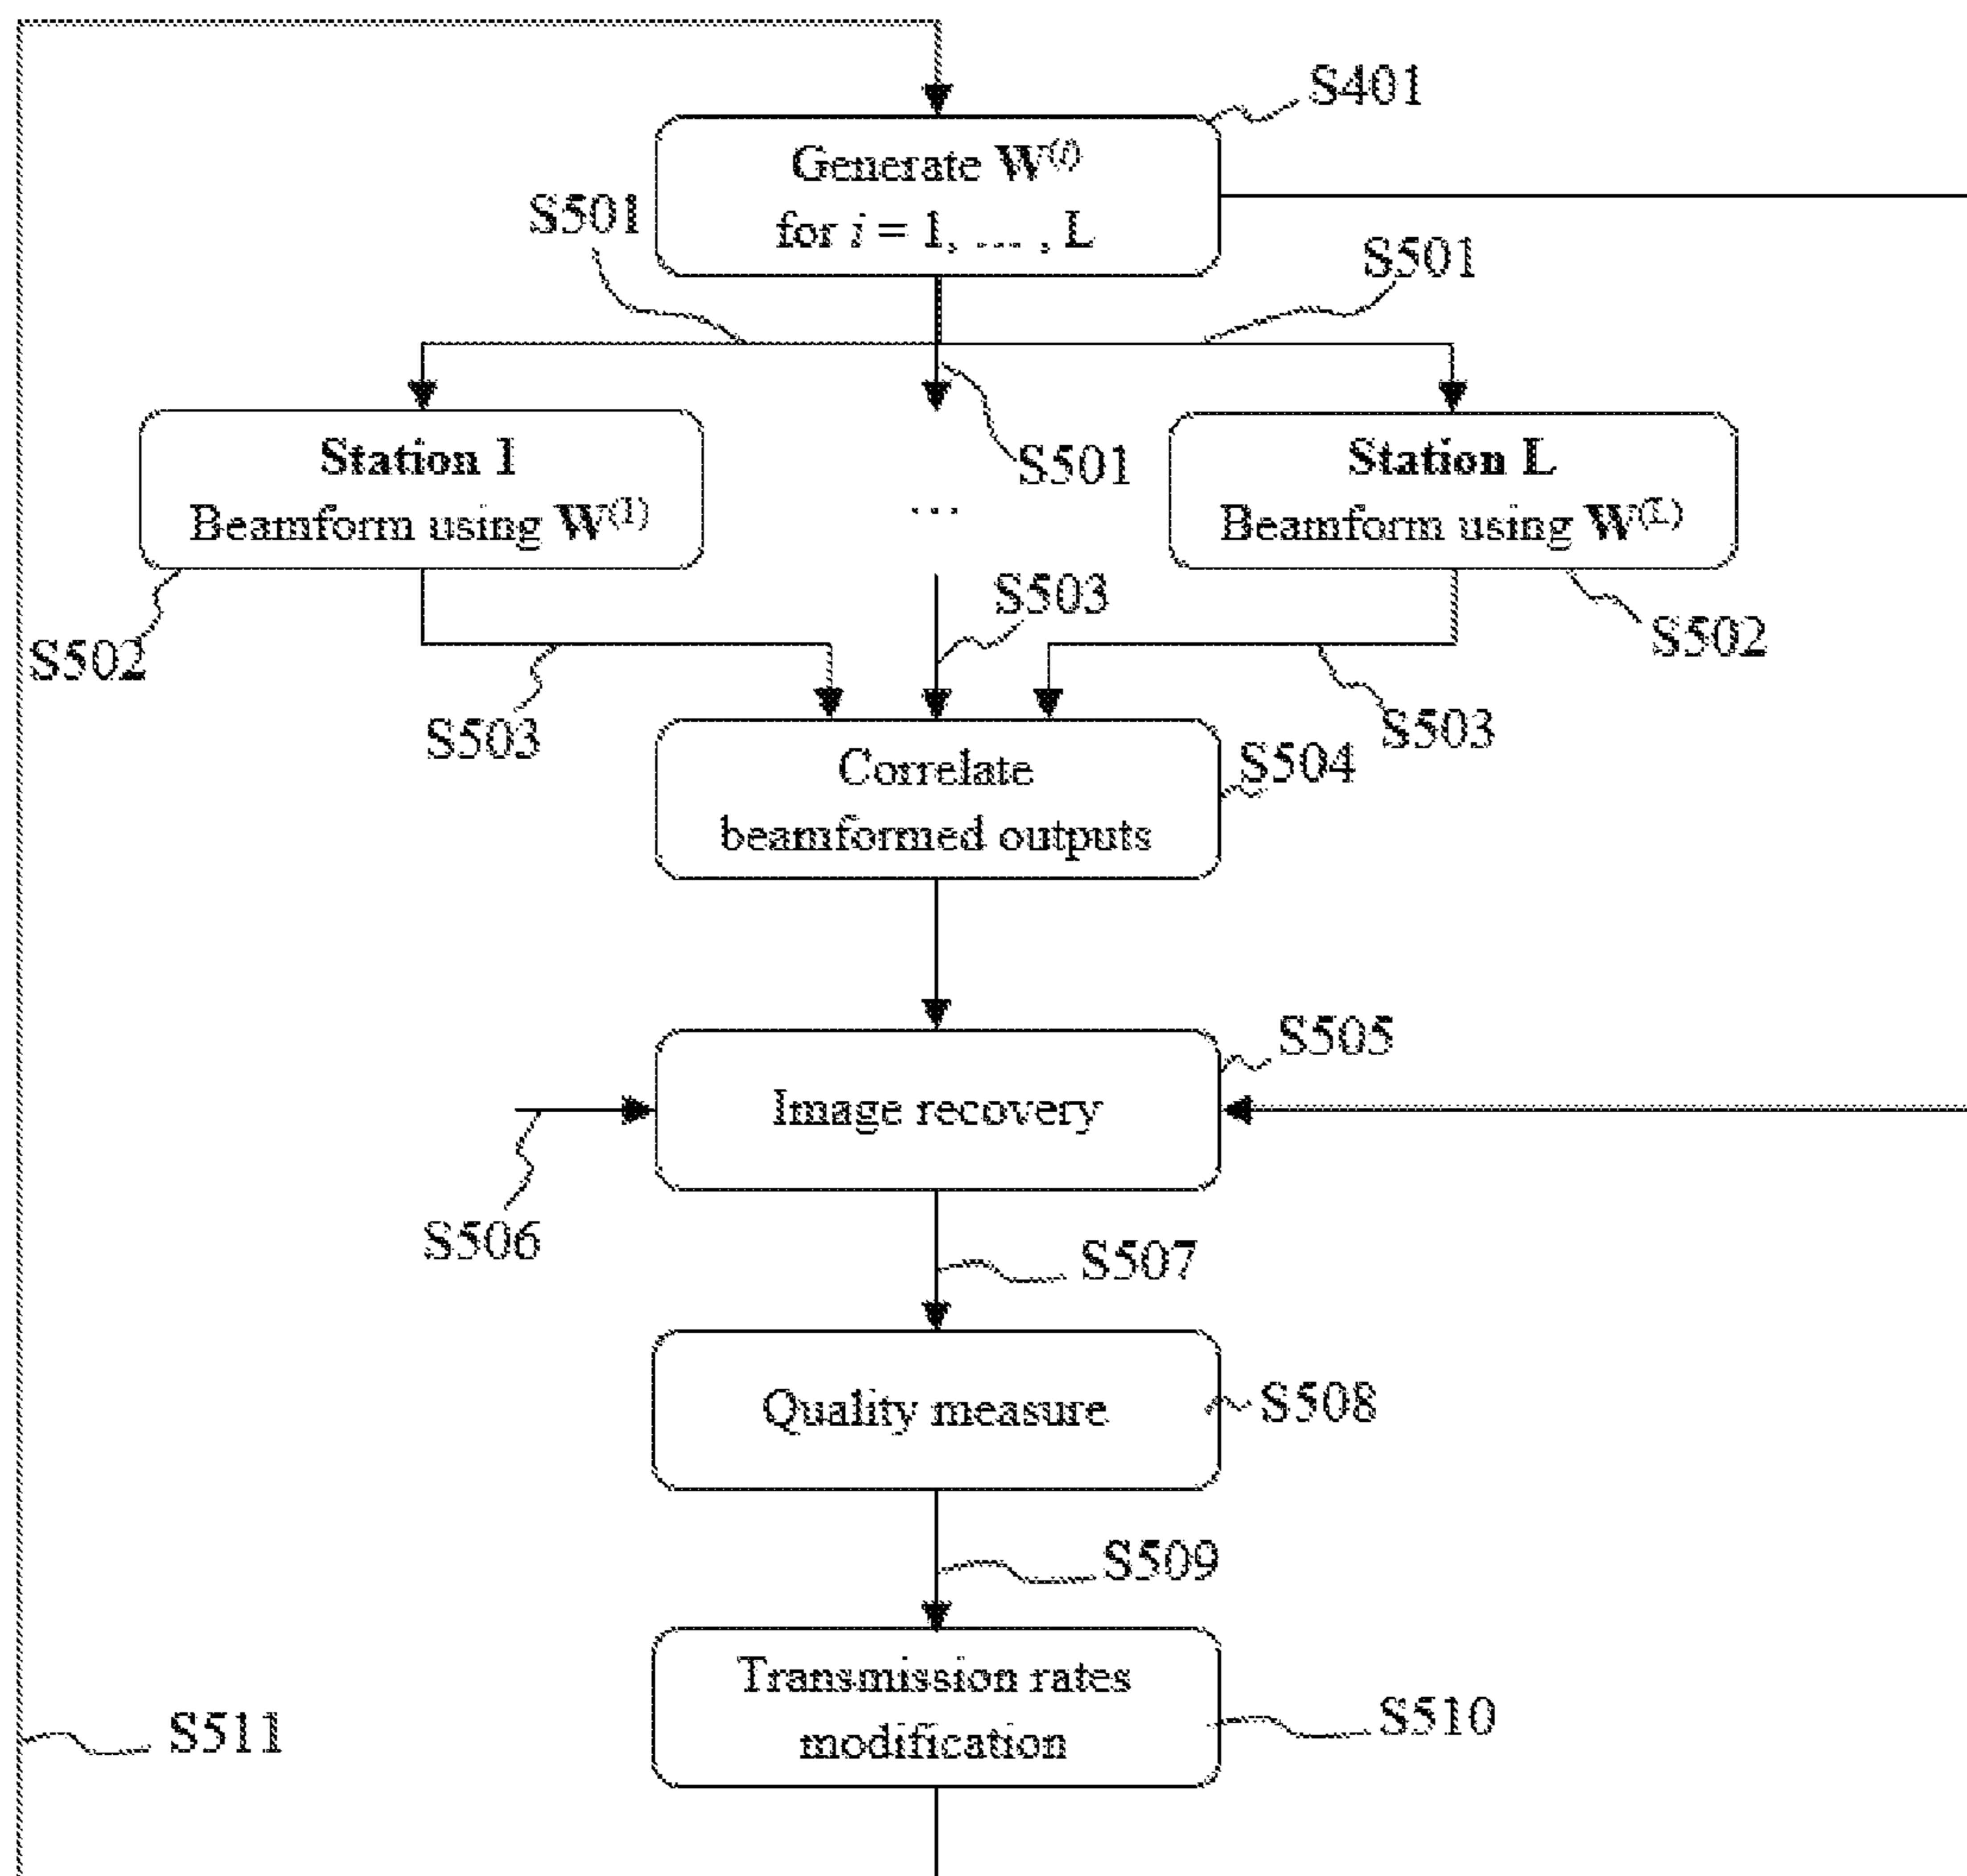 S401
Generate W(i)
for i = 1, ... , L
S501
S501
S501
Station 1
Beamform using W(1)
...
Station L
Beamform using W(L)
S502
S503
S502
S503
S503
Correlate
beamformed outputs
S504
S505
Image recovery
S506
S507
Quality measure
S508
S509
Transmission rates
modification
S510
S511